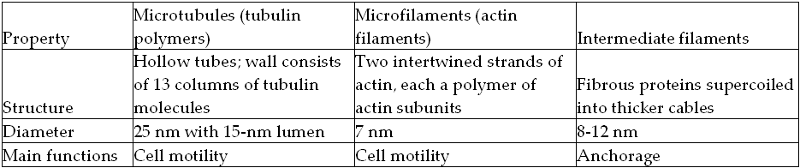 Property Microtubules (tubulin polymers) Microfilaments (actin filaments) Intermediate filaments
Structure Hollow tubes; wall consists of 13 columns of tubulin molecules Two intertwined strands of actin, each a polymer of actin subunits Fibrous proteins supercoiled into thicker cables
Diameter 25 nm with 15-nm lumen 7 nm 8-12 nm
Main functions Cell motility Cell motility Anchorage